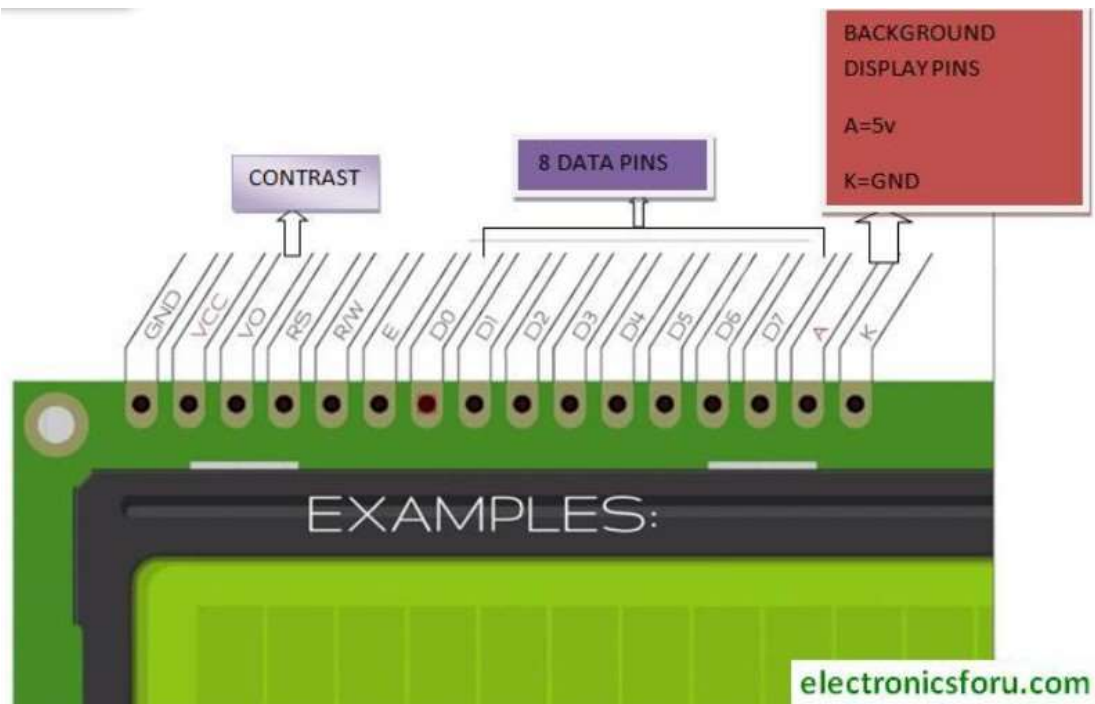 BACKGROUND
DISPLAY PINS
A=5v
K=GND
8 DATA PINS
CONTRAST
GND
VCC
VO
RS
R/W
E
D0
D1
D2
D3
D4
D5
D6
D7
A
K
EXAMPLES:
electronicsforu.com